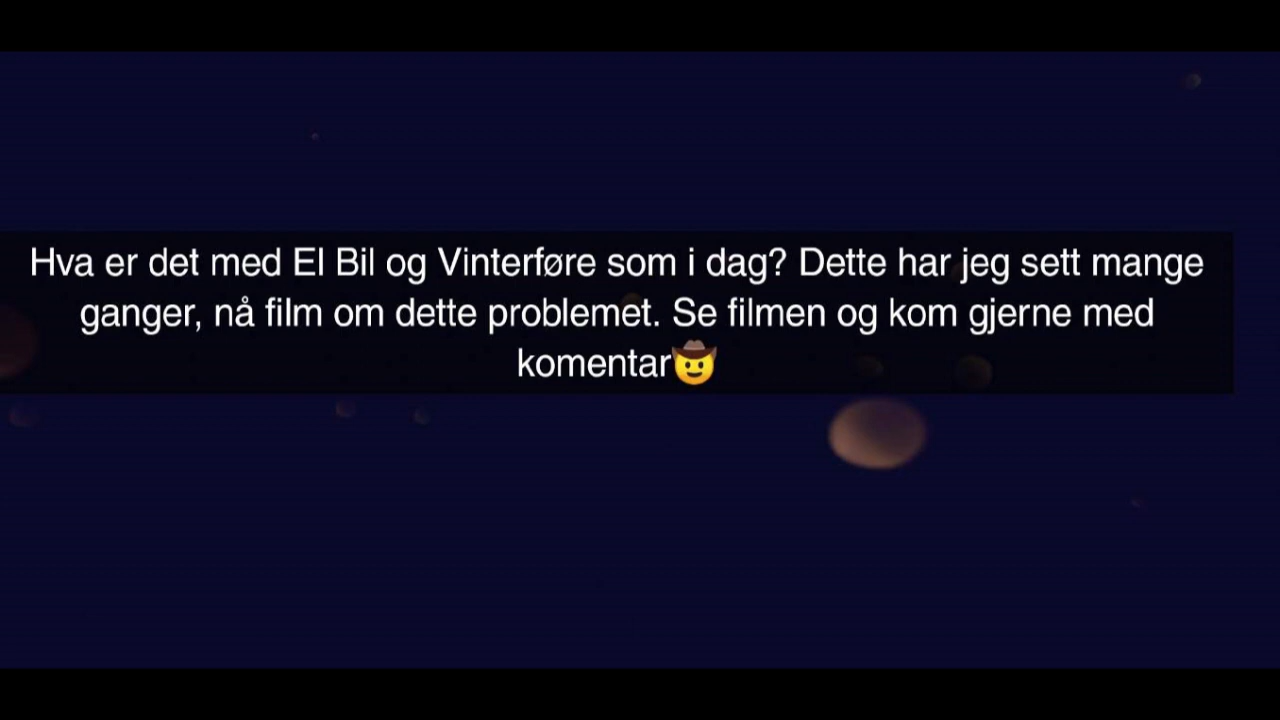 Hva er det med El Bil og Vinterføre som i dag? Dette har jeg sett mange
ganger, nå film om dette problemet. Se filmen og kom gjerne med
komentar🤠